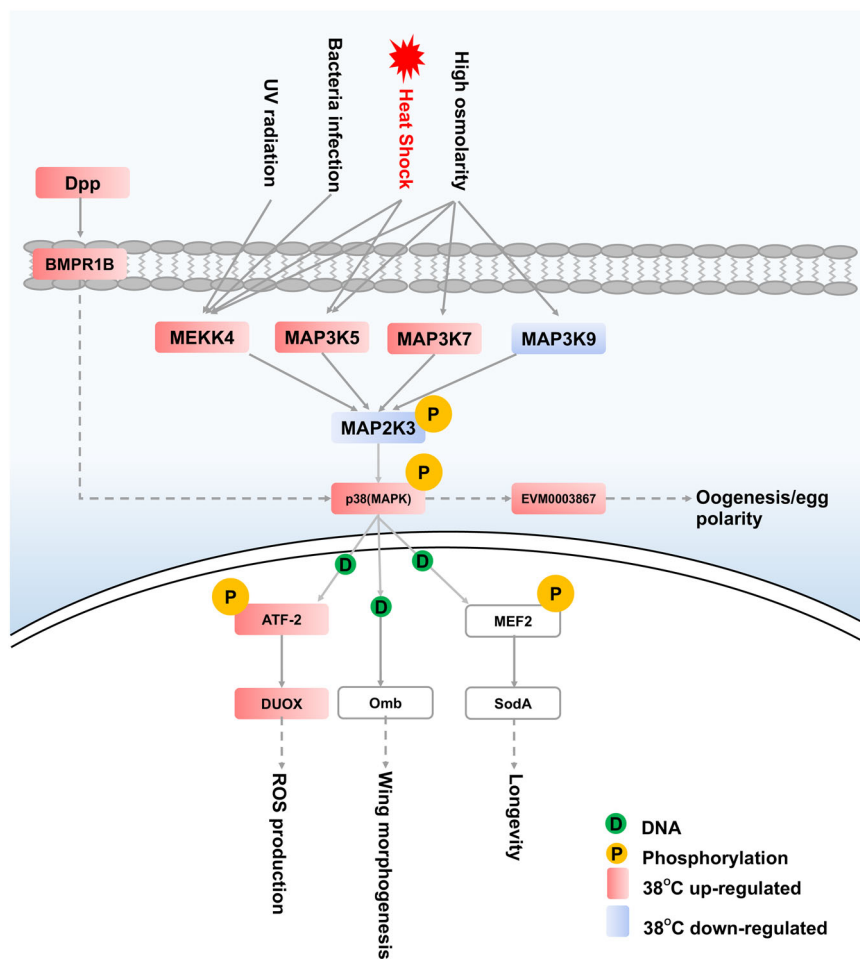 UV radiation
Bacteria infection
Heat Shock
High osmolarity
Dpp
BMPR1B
MEKK4
MAP3K5
MAP3K7
MAP3K9
MAP2K3
P
P
p38(MAPK)
EVM0003867
Oogenesis/egg
polarity
D
D
D
P
P
ATF-2
MEF2
DUOX
Omb
SodA
ROS production
Wing morphogenesis
Longevity
D DNA
P Phosphorylation
38°C up-regulated
38°C down-regulated